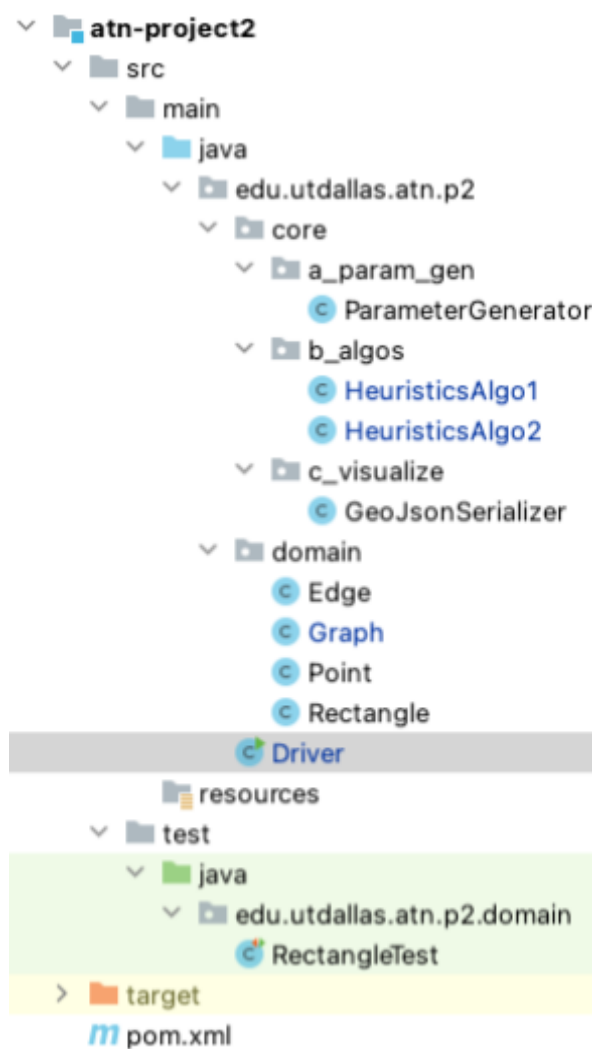 atn-project2
src
main
java
edu.utdallas.atn.p2
core
a_param_gen
C ParameterGenerator
b_algos
C HeuristicsAlgo1
C HeuristicsAlgo2
c_visualize
C GeoJsonSerializer
domain
C Edge
C Graph
C Point
C Rectangle
C Driver
resources
test
java
edu.utdallas.atn.p2.domain
C RectangleTest
target
m pom.xml